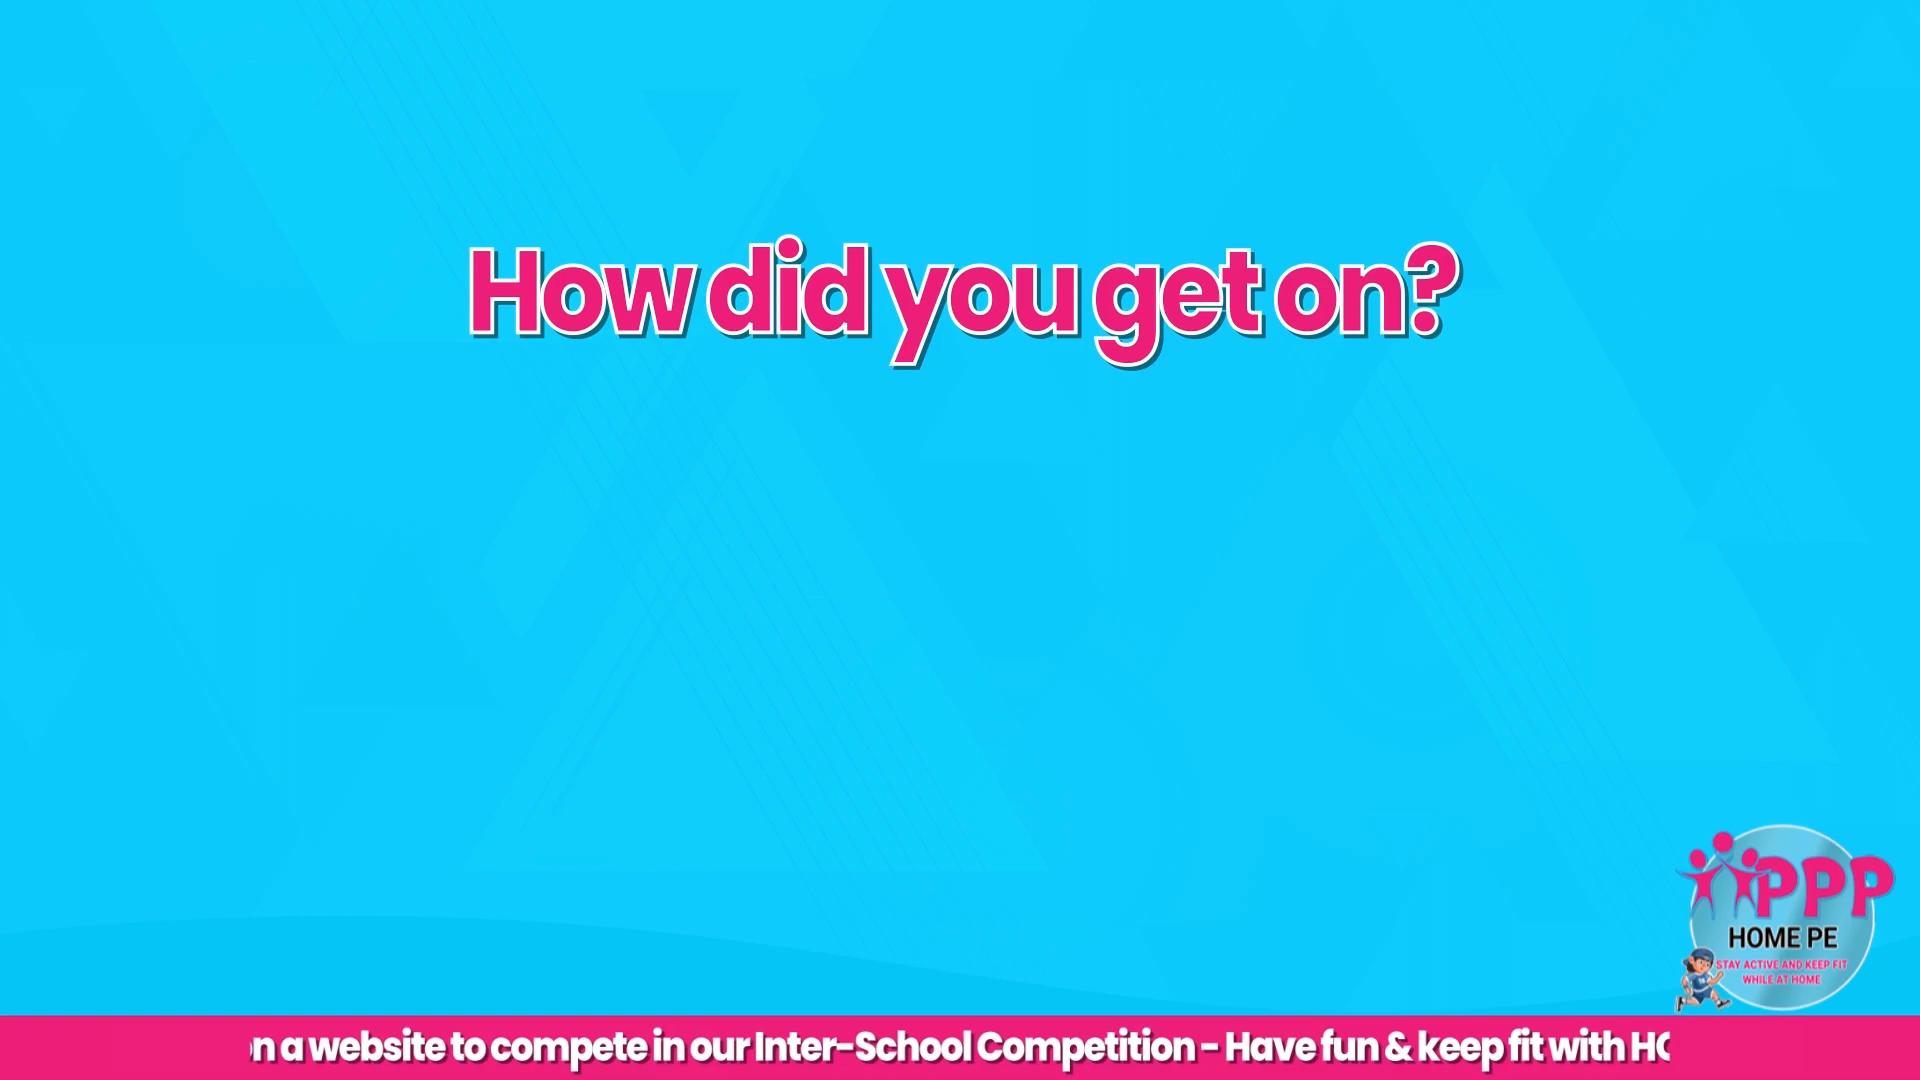 How did you get on?
PPP
HOME PE
STAY ACTIVE AND KEEP FIT
WHILE AT HOME
a website to compete in our Inter-School Competition - Have fun & keep fit with